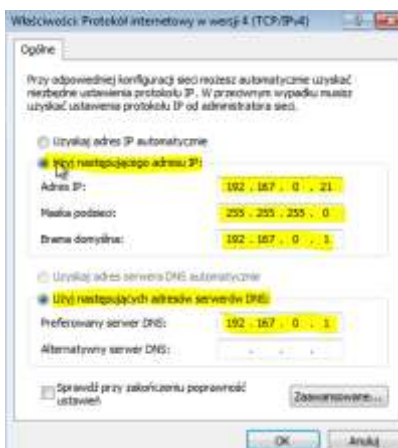 Właściwości: Protokół internetowy w wersji 4 (TCP/IPv4)
Ogólne
Przy odpowiedniej konfiguracji sieci możesz automatycznie uzyskać
niezbędne ustawienia protokołu IP. W przeciwnym wypadku musisz
uzyskać ustawienia protokołu IP od administratora sieci.
Uzyskaj adres IP automatycznie
Użyj następującego adresu IP:
Adres IP: 192 . 167 . 0 . 21
Maska podsieci: 255 . 255 . 255 . 0
Brama domyślna: 192 . 167 . 0 . 1
Uzyskaj adres serwera DNS automatycznie
Użyj następujących adresów serwerów DNS:
Preferowany serwer DNS: 192 . 167 . 0 . 1
Alternatywny serwer DNS: . . .
Sprawdź przy zakończeniu poprawność
ustawień
Zaawansowane...
OK Anuluj